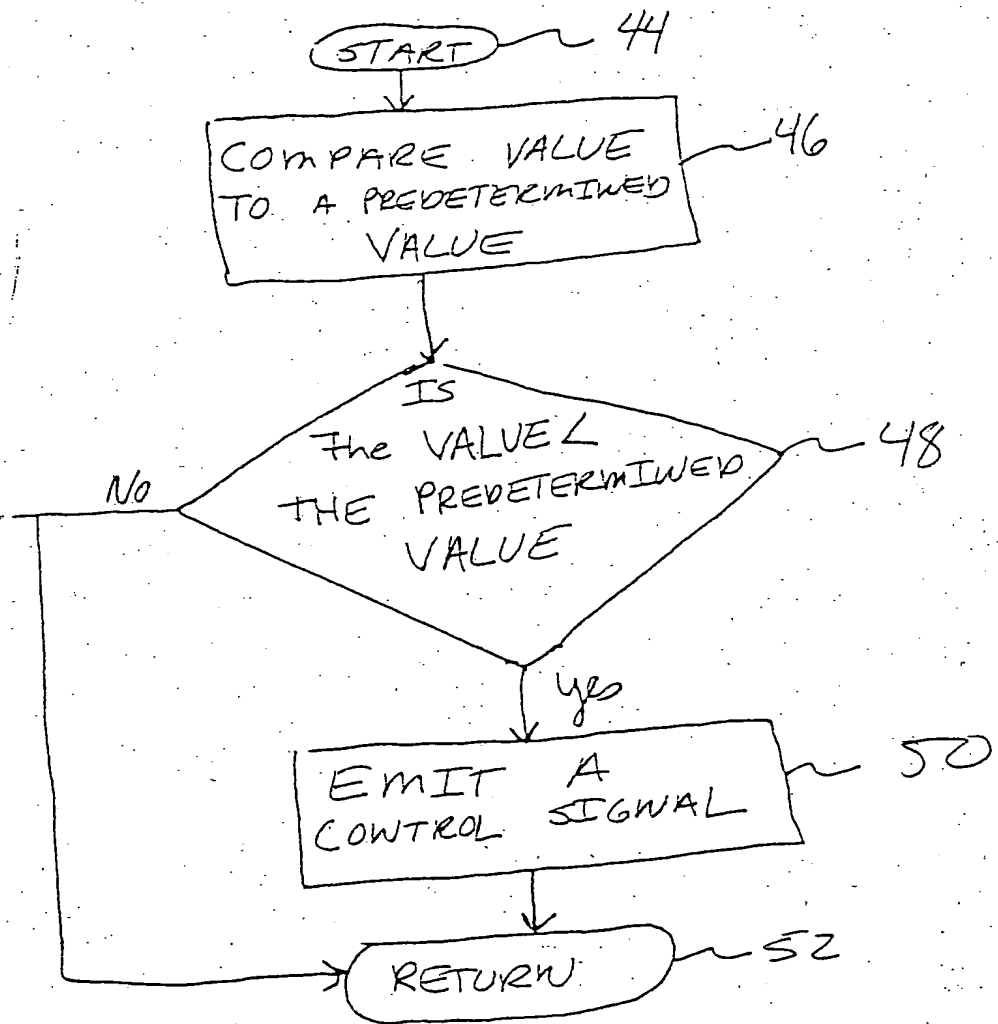 START
44
COMPARE VALUE
TO A PREDETERMINED
VALUE
46
IS
The VALUE <
THE PREDETERMINED
VALUE
48
No
yes
EMIT A
CONTROL SIGNAL
50
RETURN
52